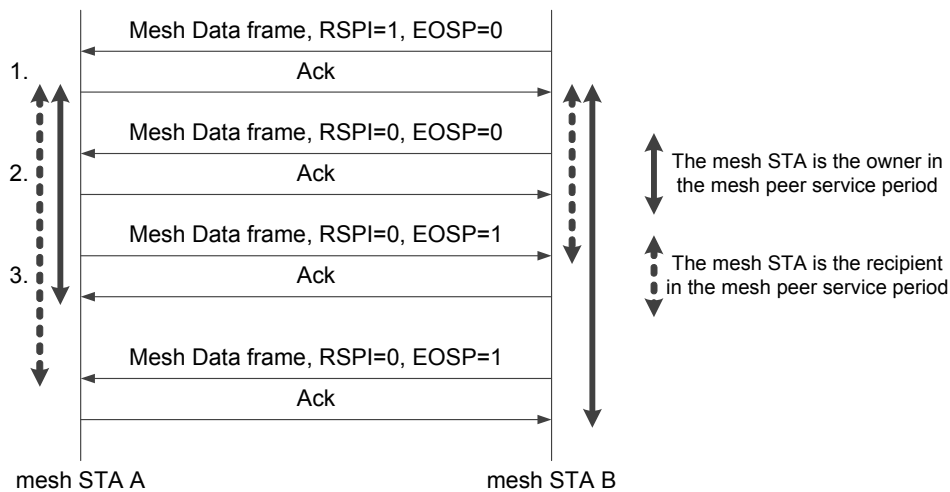 Mesh Data frame, RSPI=1, EOSP=0
1.
Ack
Mesh Data frame, RSPI=0, EOSP=0
2.
Ack
Mesh Data frame, RSPI=0, EOSP=1
3.
Ack
Mesh Data frame, RSPI=0, EOSP=1
Ack
mesh STA A
mesh STA B
The mesh STA is the owner in
the mesh peer service period
The mesh STA is the recipient
in the mesh peer service period